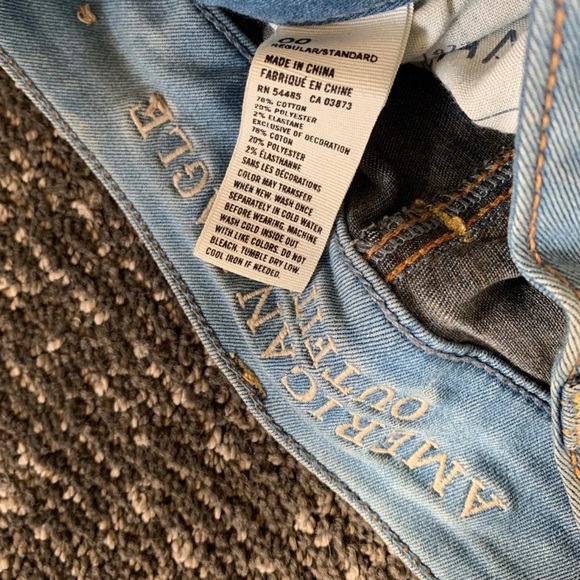 00
REGULAR/STANDARD
MADE IN CHINA
FABRIQUÉ EN CHINE
RN 54485 CA 03873
78% COTTON
20% POLYESTER
2% ELASTANE
EXCLUSIVE OF DECORATION
78% COTON
20% POLYESTER
2% ÉLASTHANNE
SANS LES DÉCORATIONS
COLOR MAY TRANSFER
WHEN NEW. WASH ONCE
SEPARATELY IN COLD WATER
BEFORE WEARING. MACHINE
WASH COLD INSIDE OUT
WITH LIKE COLORS. DO NOT
BLEACH. TUMBLE DRY LOW.
COOL IRON IF NEEDED.
AMERICAN
AGLE
OUTFI